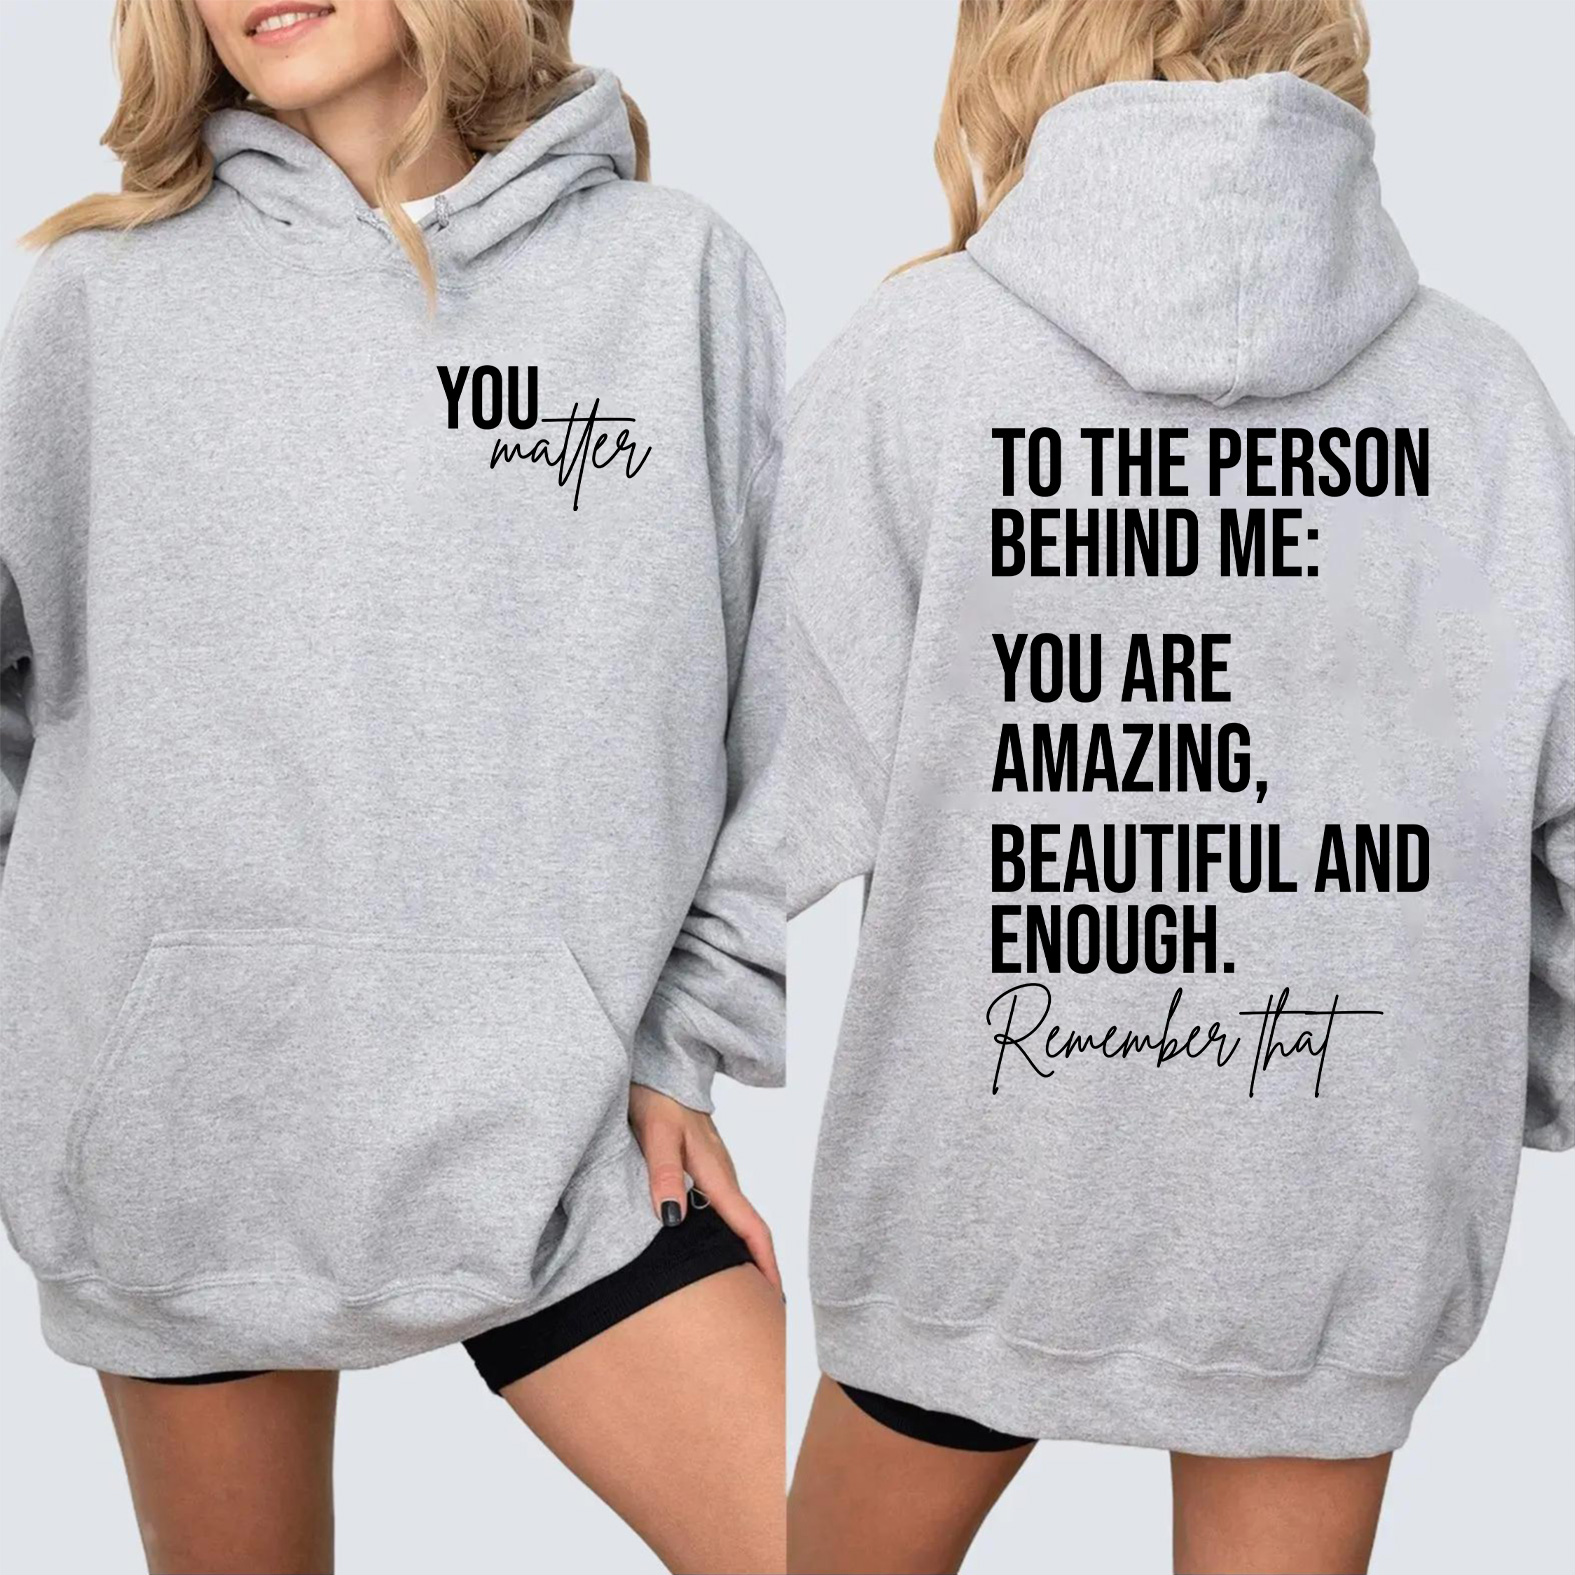 YOU
matter
TO THE PERSON
BEHIND ME:
YOU ARE
AMAZING,
BEAUTIFUL AND
ENOUGH.
Remember that